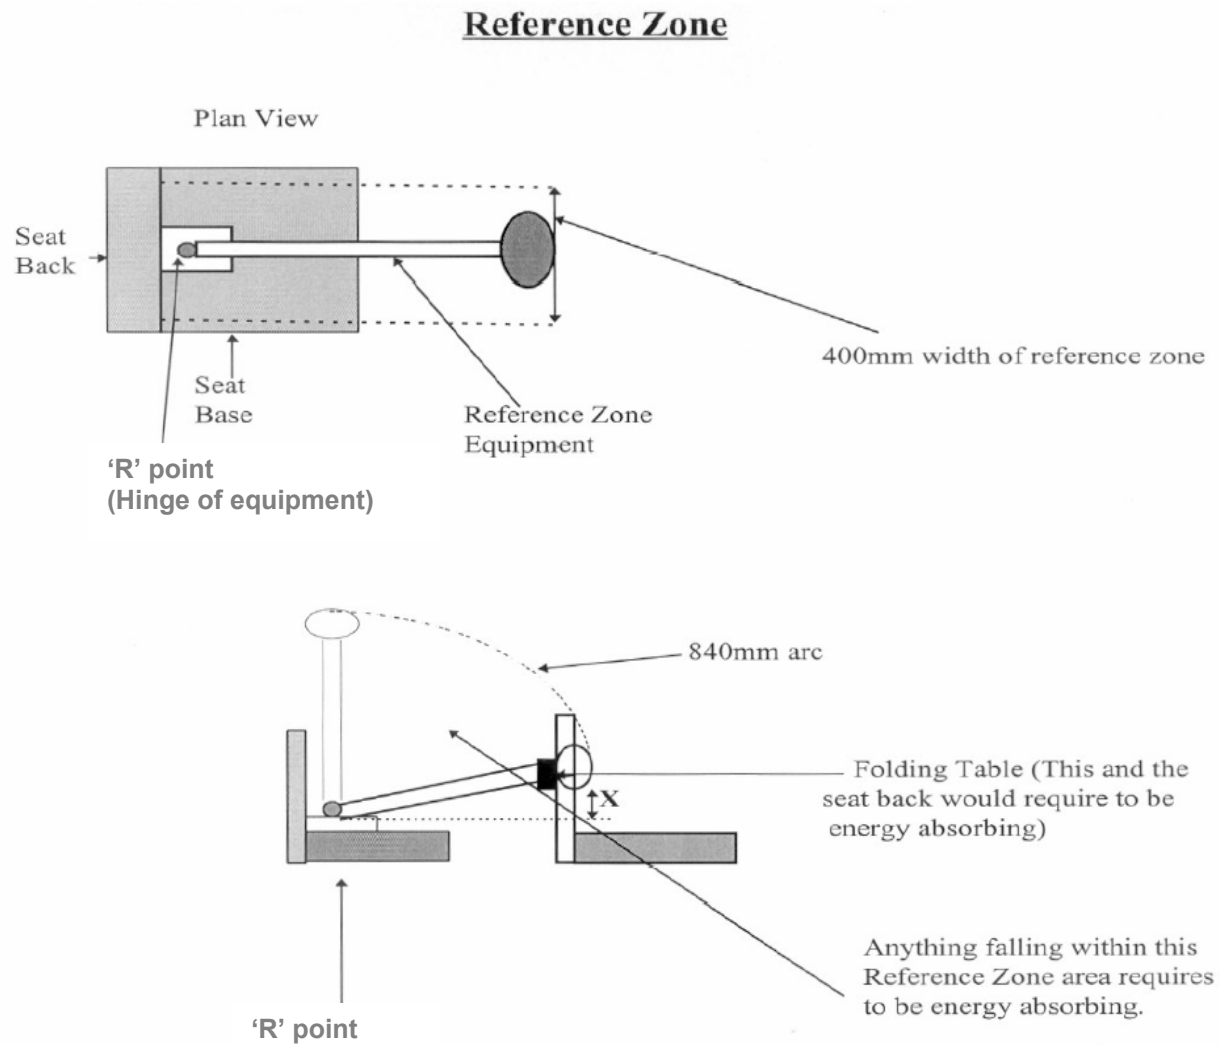 Reference Zone
Plan View
Seat
Back
400mm width of reference zone
Seat
Base
Reference Zone
Equipment
‘R’ point
(Hinge of equipment)
840mm arc
Folding Table (This and the
seat back would require to be
energy absorbing)
X
Anything falling within this
Reference Zone area requires
to be energy absorbing.
‘R’ point